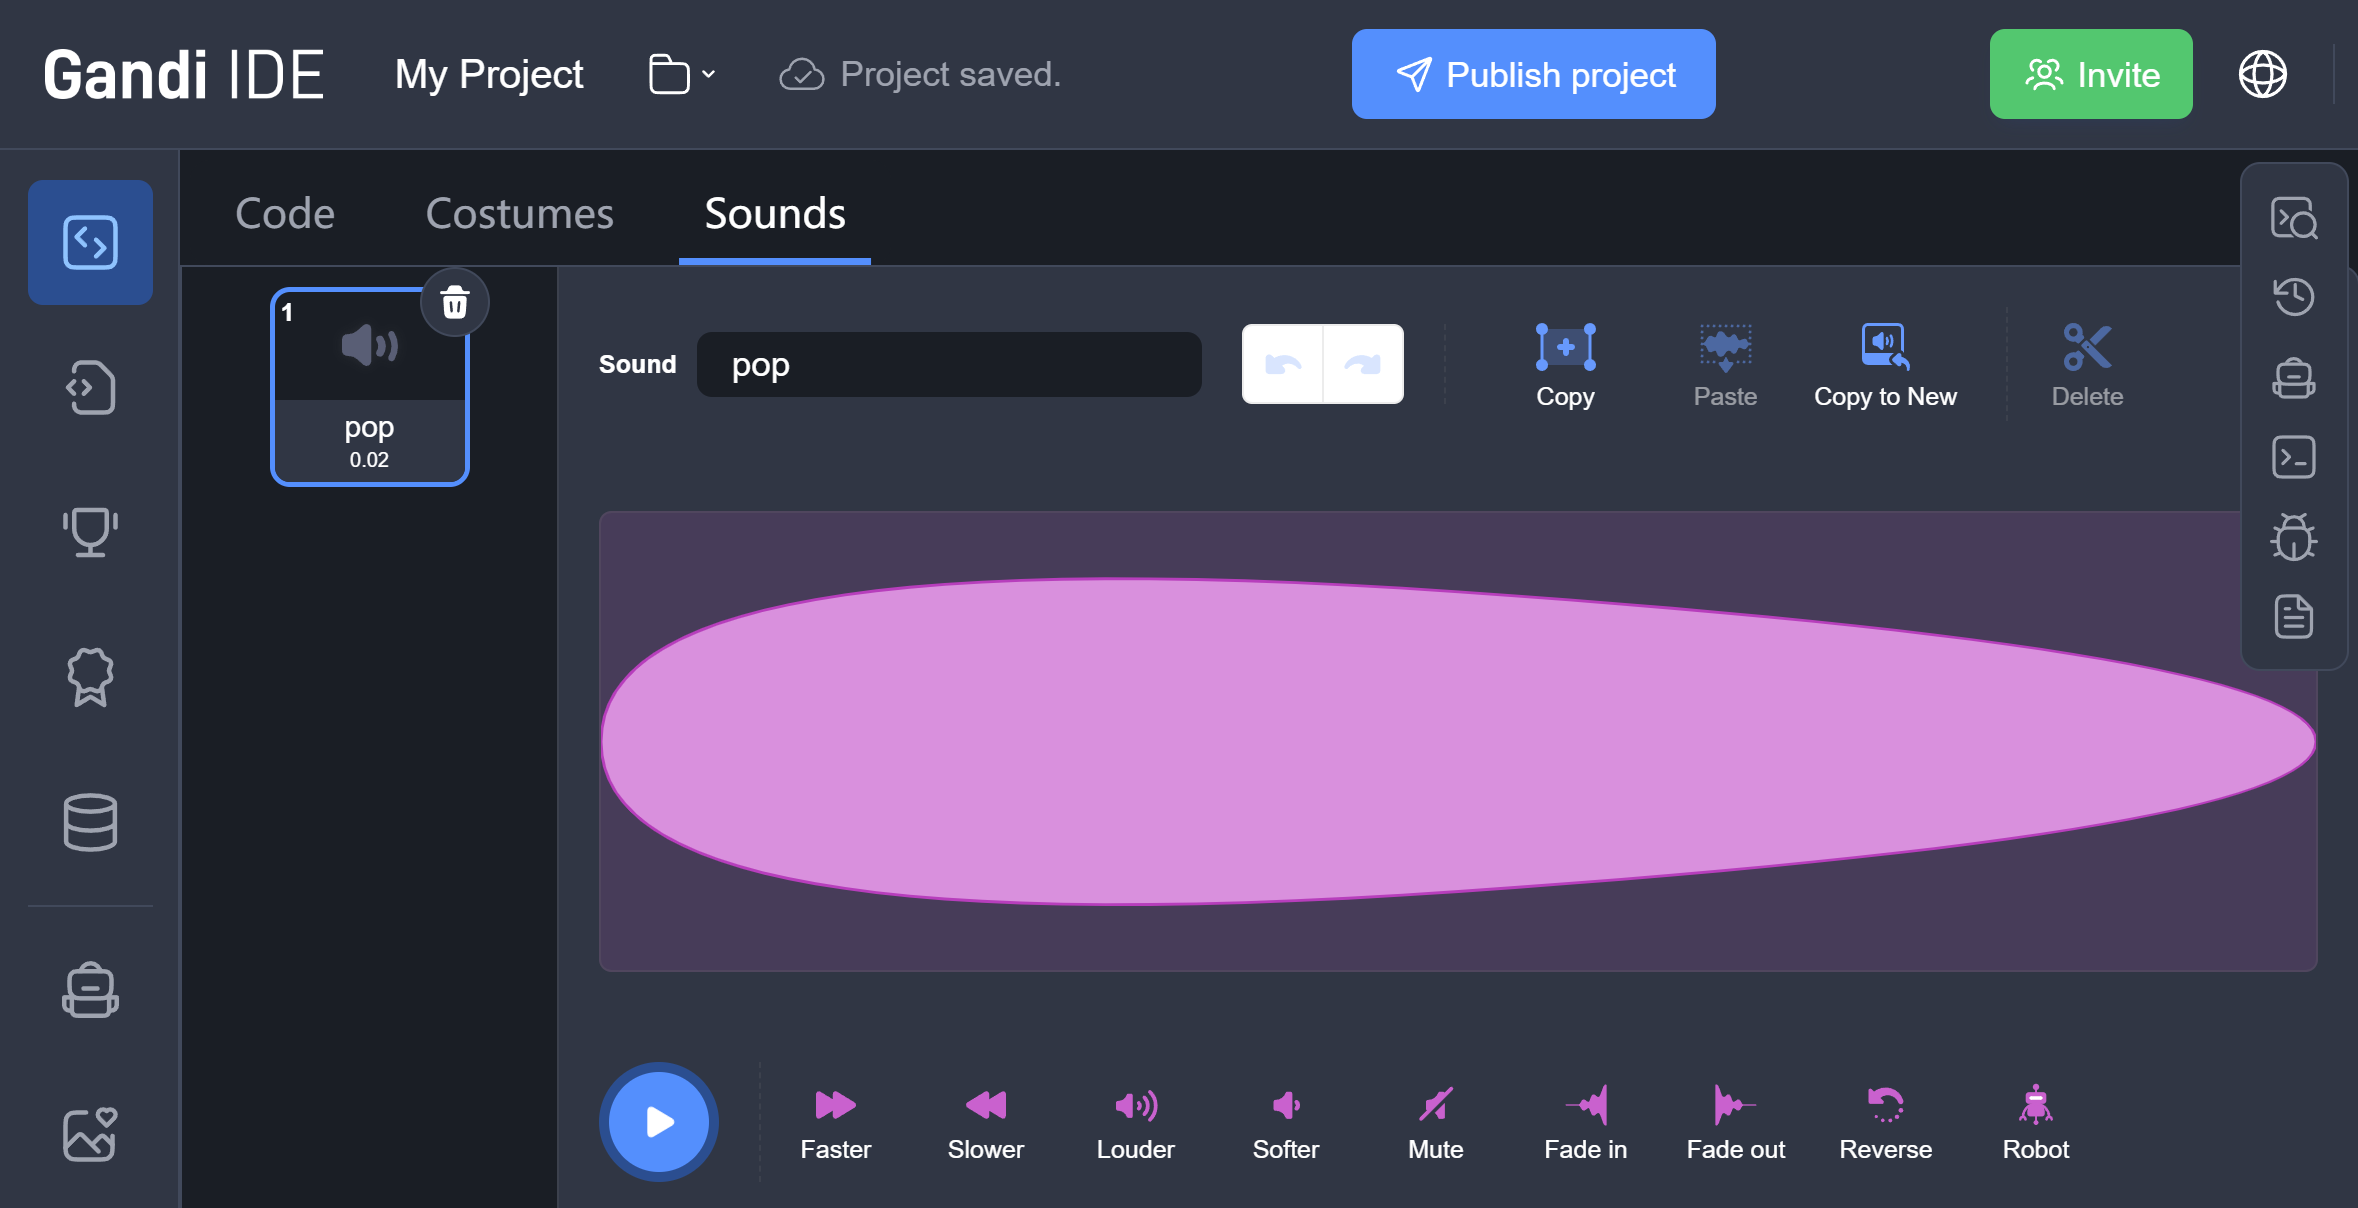 Gandi IDE
My Project
Project saved.
Publish project
Invite
Code
Costumes
Sounds
1
pop
0.02
Sound
pop
Copy
Paste
Copy to New
Delete
Faster
Slower
Louder
Softer
Mute
Fade in
Fade out
Reverse
Robot